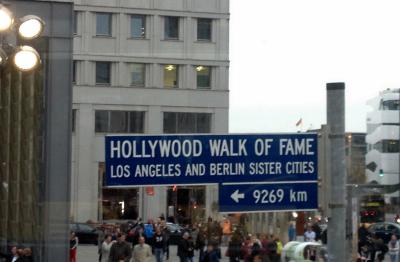 HOLLYWOOD WALK OF FAME
LOS ANGELES AND BERLIN SISTER CITIES
← 9269 km